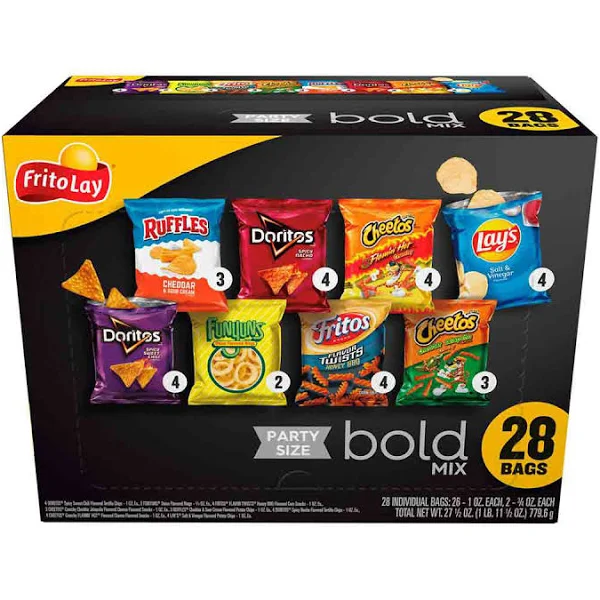 PARTY
SIZE
bold
MIX
28
BAGS
FritoLay
RUFFLES
CHEDDAR
& SOUR CREAM
3
Doritos
SPICY
NACHO
4
Cheetos
Flamin' Hot
4
Lay's
Salt &
Vinegar
4
Doritos
SPICY
SWEET
CHILI
4
FUNYUNS
2
Fritos
FLAVOR
TWISTS
HONEY BBQ
4
Cheetos
3
PARTY
SIZE
bold
MIX
28
BAGS
28 INDIVIDUAL BAGS: 26 - 1 OZ. EACH, 2 - ¾ OZ. EACH
TOTAL NET WT. 27 ½ OZ. (1 LB. 11 ½ OZ.) 779.6 g